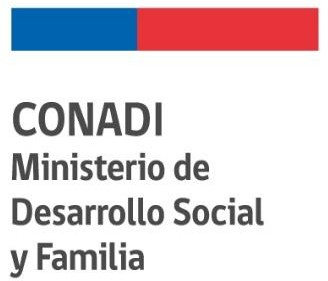 CONADI
Ministerio de
Desarrollo Social
y Familia